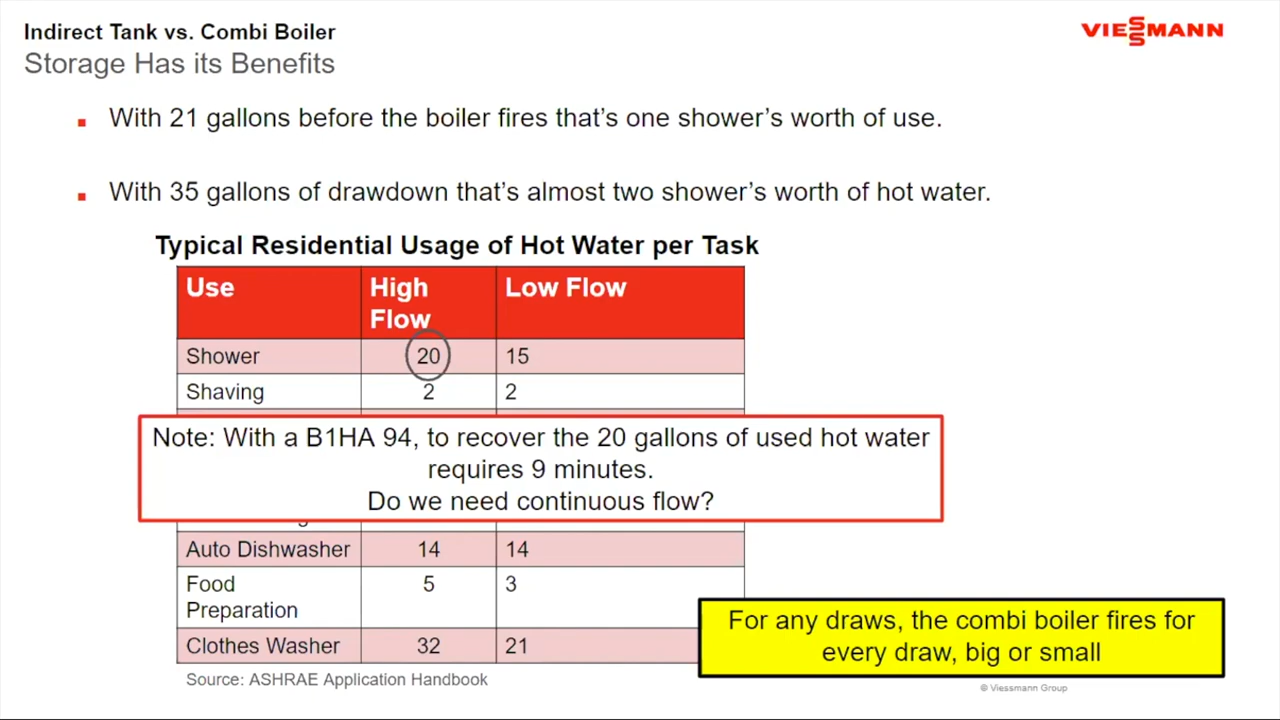 Indirect Tank vs. Combi Boiler
Storage Has its Benefits
VIESSMANN
With 21 gallons before the boiler fires that's one shower's worth of use.
With 35 gallons of drawdown that's almost two shower's worth of hot water.
Typical Residential Usage of Hot Water per Task
Use High Flow Low Flow
Shower 20 15
Shaving 2 2
Note: With a B1HA 94, to recover the 20 gallons of used hot water
requires 9 minutes.
Do we need continuous flow?
Auto Dishwasher 14 14
Food Preparation 5 3
Clothes Washer 32 21
For any draws, the combi boiler fires for
every draw, big or small
Source: ASHRAE Application Handbook
© Viessmann Group